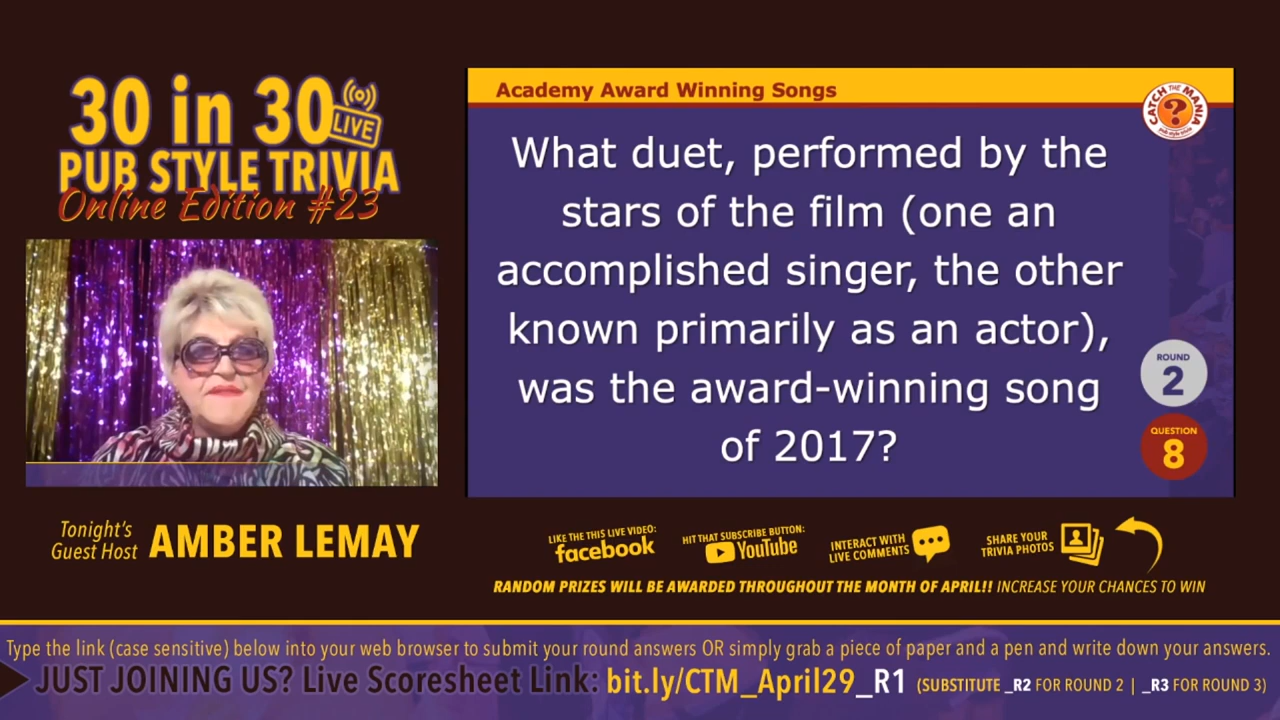 30 in 30
LIVE
PUB STYLE TRIVIA
Online Edition #23
Tonight's
Guest Host
AMBER LEMAY
Academy Award Winning Songs
CATCH THE MANIA
?
pub style trivia
What duet, performed by the
stars of the film (one an
accomplished singer, the other
known primarily as an actor),
was the award-winning song
of 2017?
ROUND
2
QUESTION
8
LIKE THE THIS LIVE VIDEO:
facebook
HIT THAT SUBSCRIBE BUTTON:
YouTube
INTERACT WITH
LIVE COMMENTS
SHARE YOUR
TRIVIA PHOTOS
RANDOM PRIZES WILL BE AWARDED THROUGHOUT THE MONTH OF APRIL!! INCREASE YOUR CHANCES TO WIN
Type the link (case sensitive) below into your web browser to submit your round answers OR simply grab a piece of paper and a pen and write down your answers.
JUST JOINING US? Live Scoresheet Link: bit.ly/CTM_April29_R1 (SUBSTITUTE _R2 FOR ROUND 2 | _R3 FOR ROUND 3)